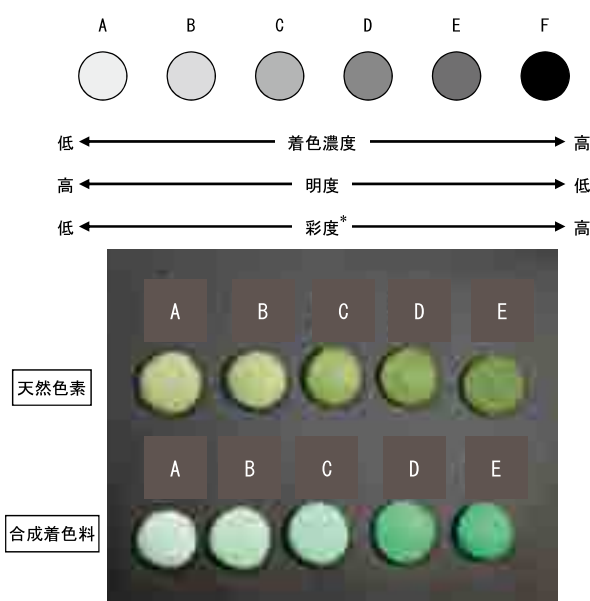 A B C D E F
低 着色濃度 高
高 明度 低
低 彩度* 高
A B C D E
天然色素
A B C D E
合成着色料